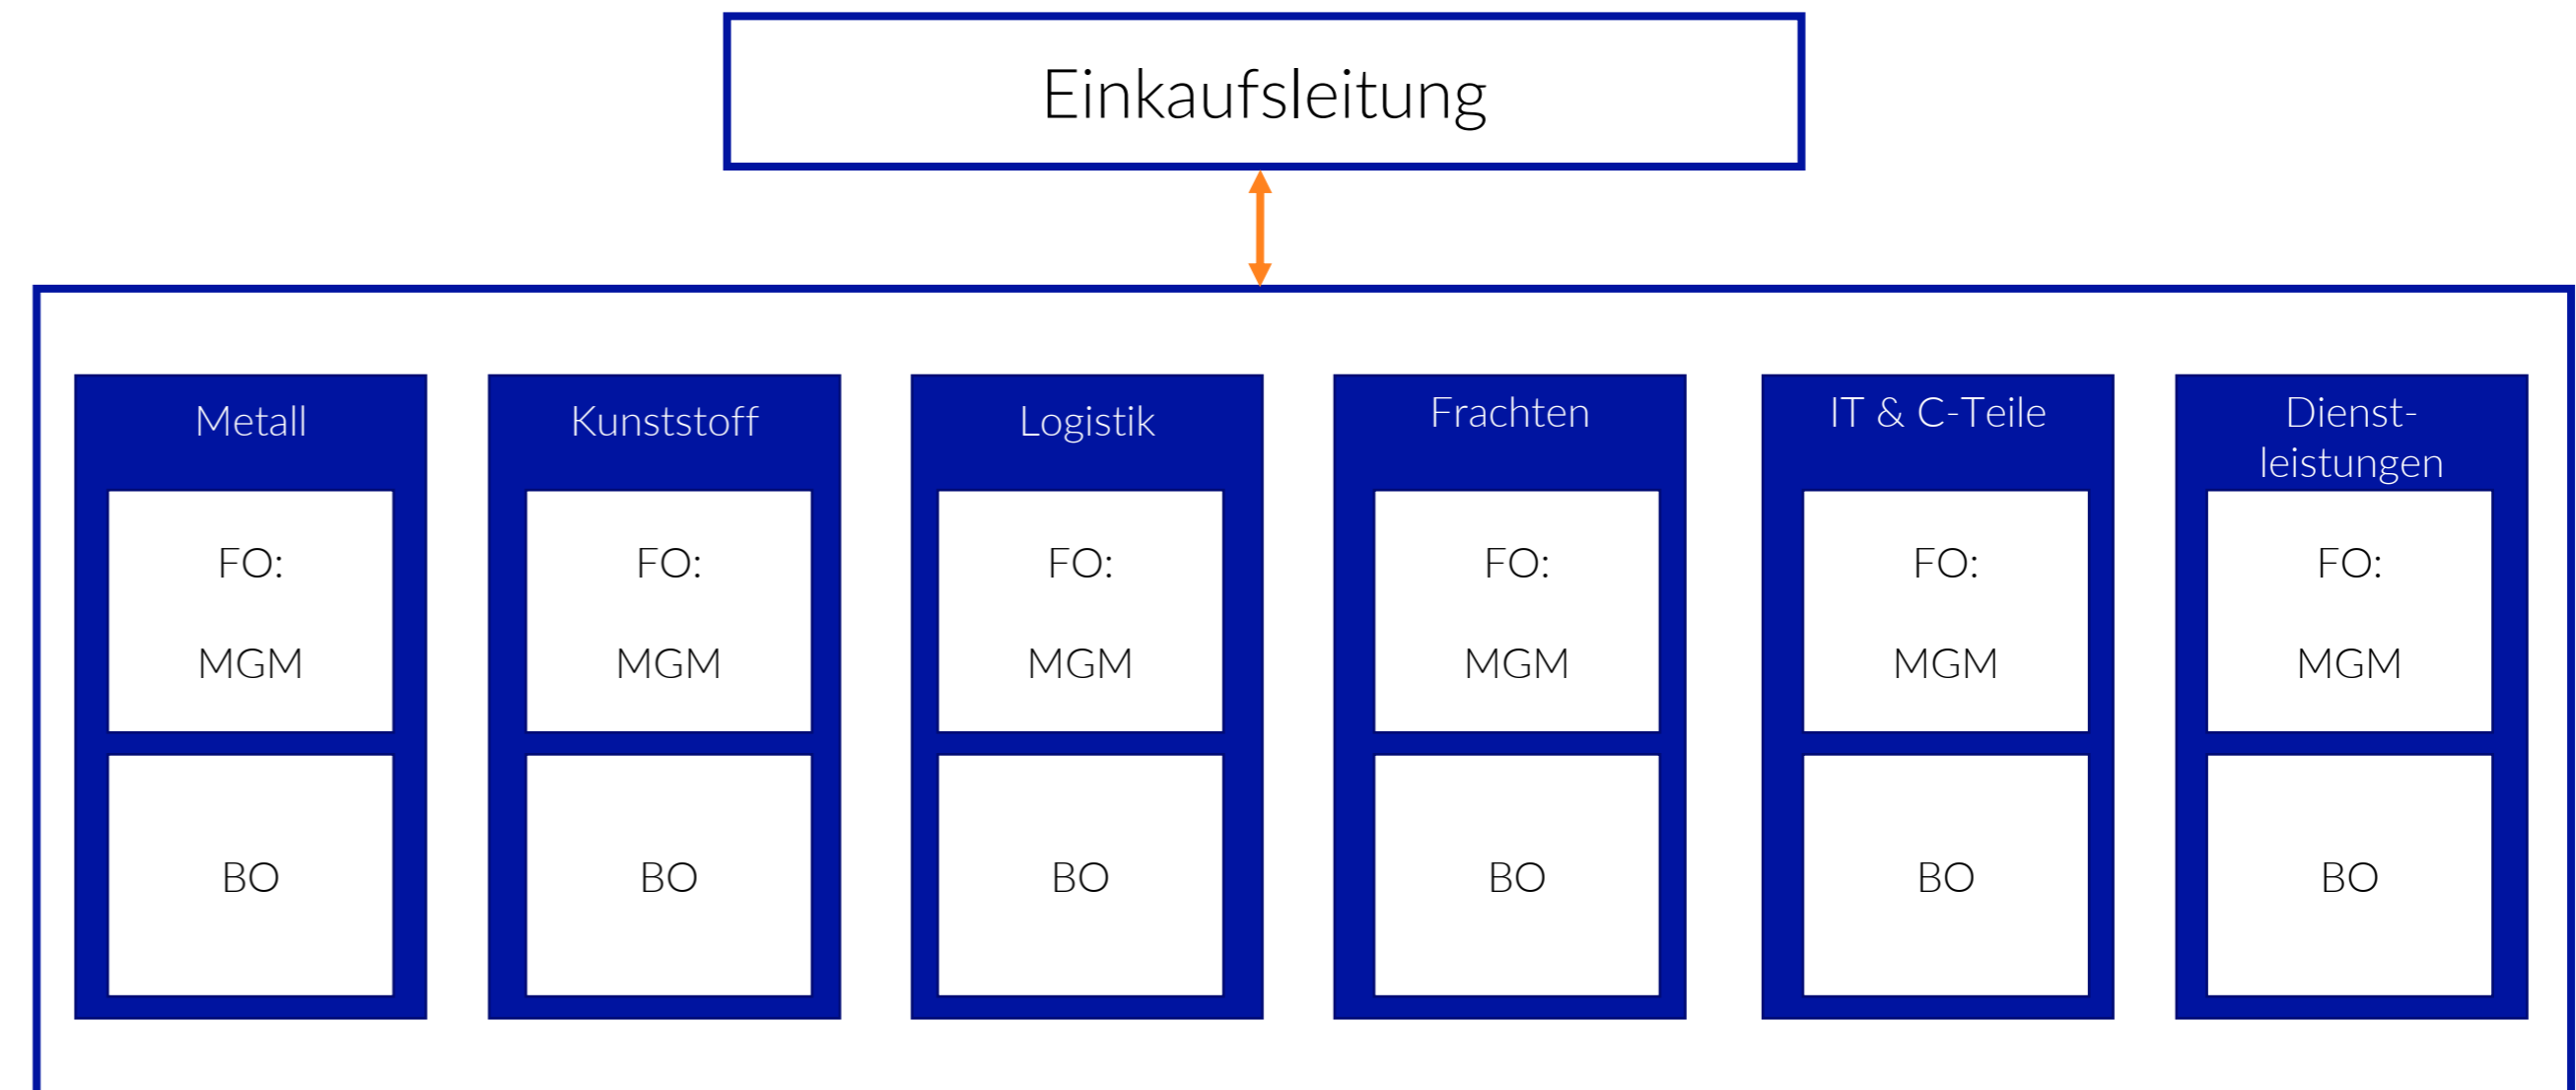 Einkaufsleitung
Metall
FO:
MGM
BO
Kunststoff
FO:
MGM
BO
Logistik
FO:
MGM
BO
Frachten
FO:
MGM
BO
IT & C-Teile
FO:
MGM
BO
Dienst-
leistungen
FO:
MGM
BO